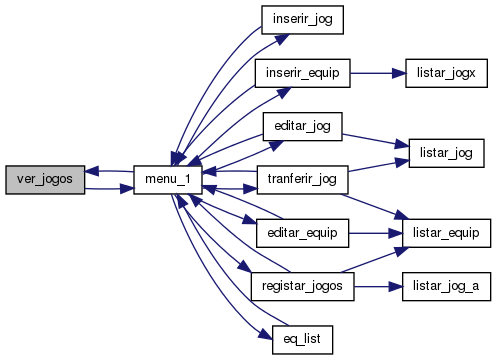 inserir_jog
inserir_equip
listar_jogx
editar_jog
listar_jog
ver_jogos
menu_1
tranferir_jog
editar_equip
listar_equip
registar_jogos
listar_jog_a
eq_list